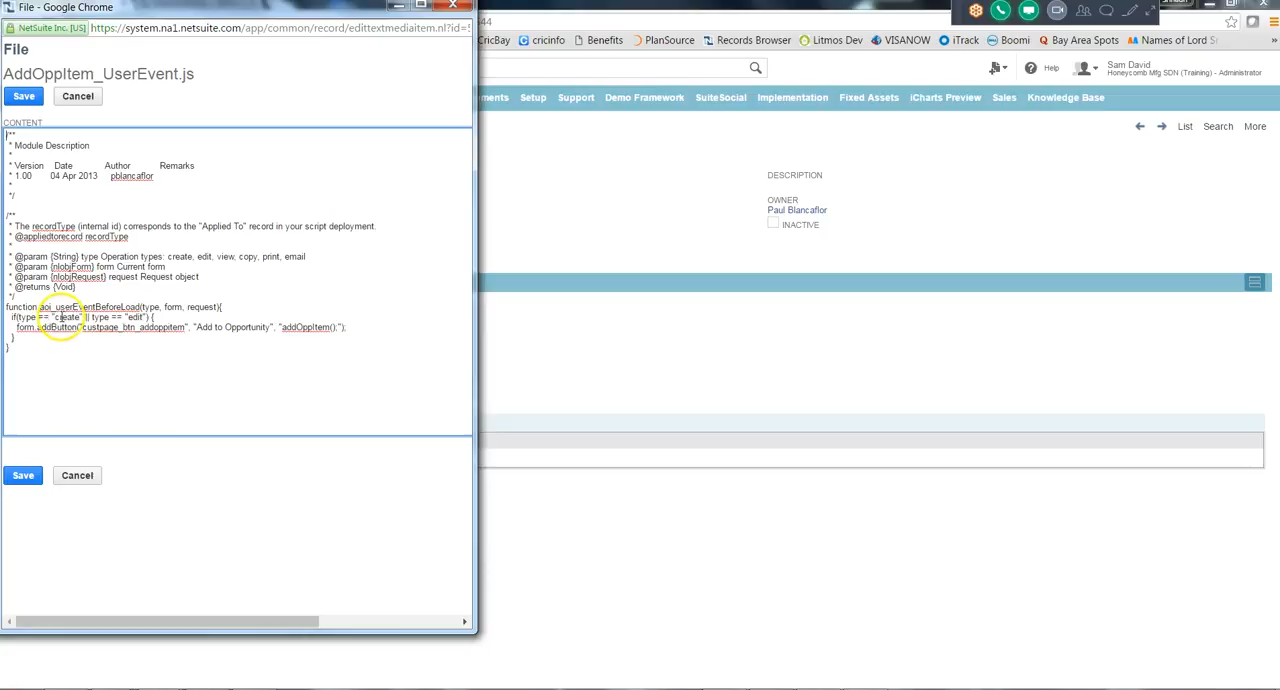 File - Google Chrome
NetSuite Inc. [US] https://system.na1.netsuite.com/app/common/record/edittextmediaitem.nl?id=
544
File
CricBay cricinfo Benefits PlanSource Records Browser Litmos Dev VISANOW iTrack Boomi Bay Area Spots Names of Lord
AddOppItem_UserEvent.js
Help
Sam David
Honeycomb Mfg SDN (Training) - Administrator
Save Cancel
Setup Support Demo Framework SuiteSocial Implementation Fixed Assets iCharts Preview Sales Knowledge Base
CONTENT
List Search More
/**
* Module Description
*
* Version Date Author Remarks
* 1.00 04 Apr 2013 pblancaflor
*
*/
DESCRIPTION
OWNER
Paul Blancaflor
INACTIVE
/**
* The recordType (internal id) corresponds to the "Applied To" record in your script deployment.
* @appliedtorecord recordType
*
* @param {String} type Operation types: create, edit, view, copy, print, email
* @param {nlobjForm} form Current form
* @param {nlobjRequest} request Request object
* @returns {Void}
*/
function aoi_userEventBeforeLoad(type, form, request){
if(type == "create" || type == "edit") {
form.addButton("custpage_btn_addoppitem", "Add to Opportunity", "addOppItem();");
}
}
Save Cancel